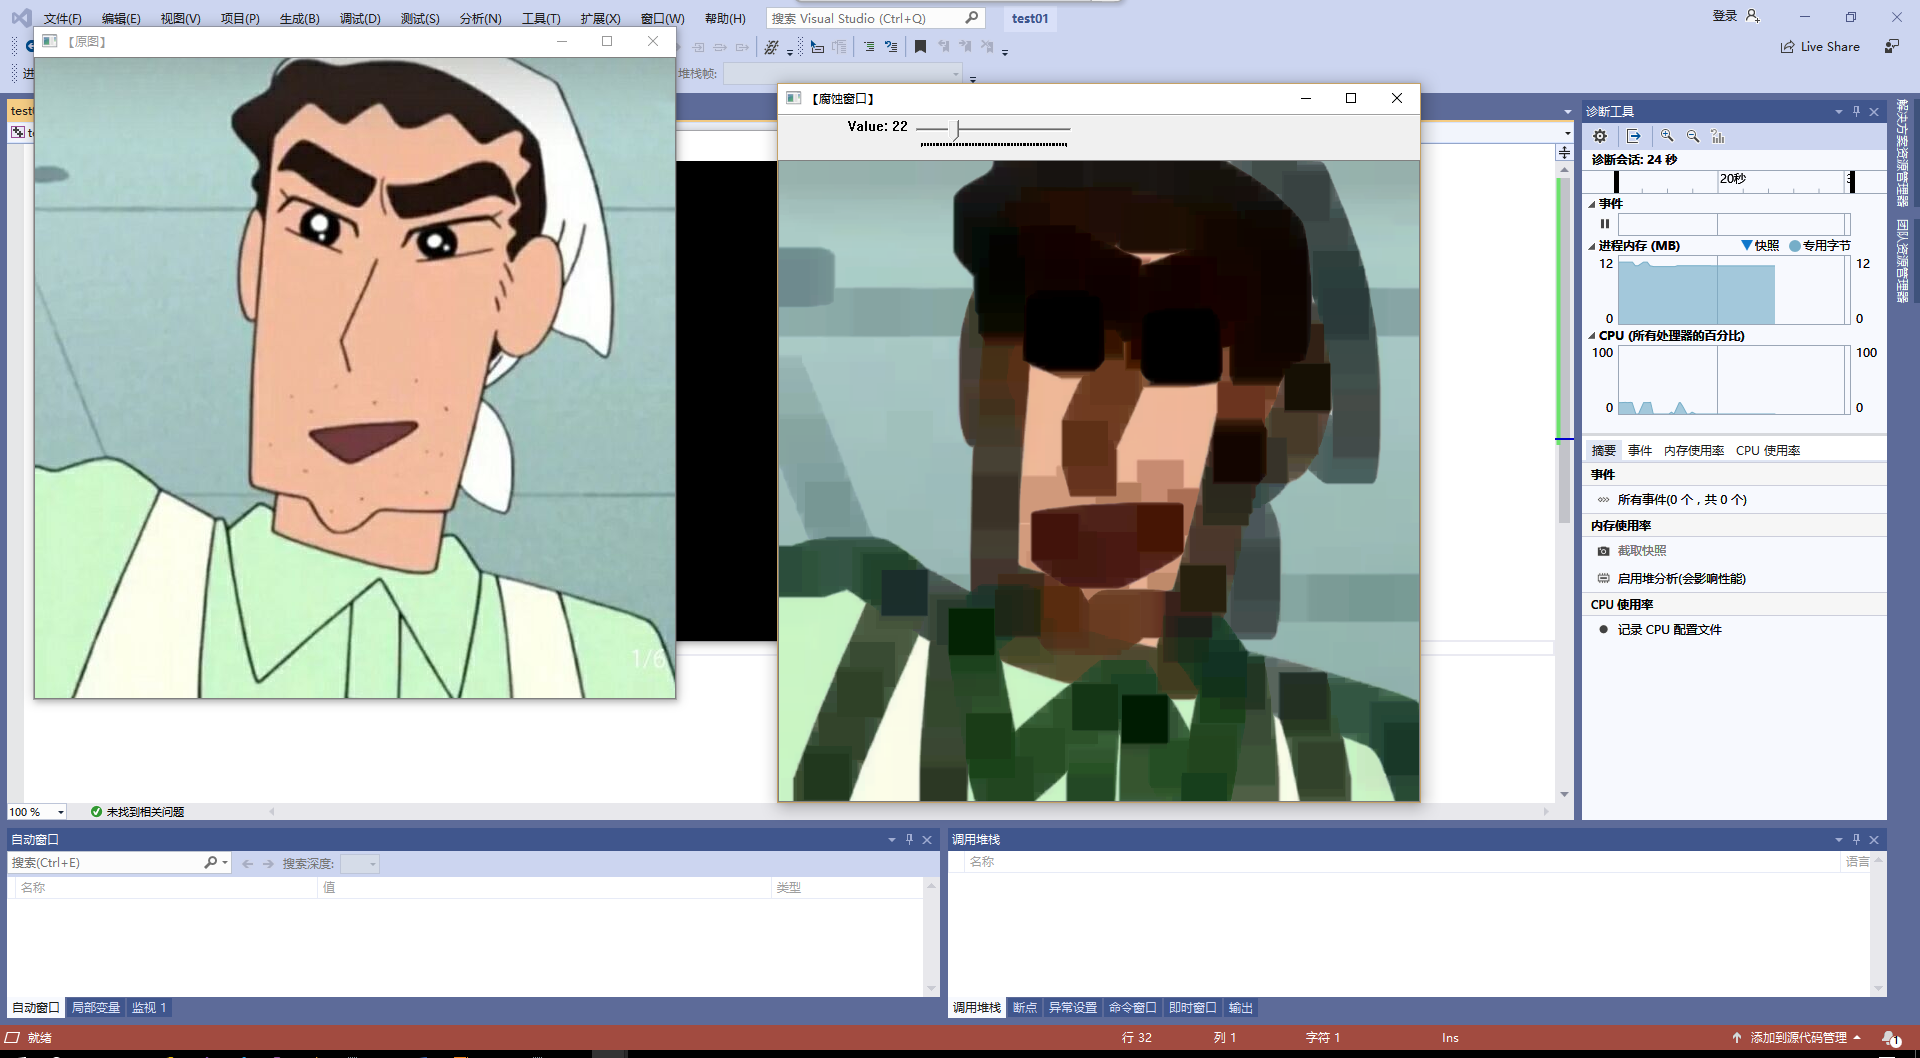 文件(F) 编辑(E) 视图(V) 项目(P) 生成(B) 调试(D) 测试(S) 分析(N) 工具(T) 扩展(X) 窗口(W) 帮助(H) 搜索 Visual Studio (Ctrl+Q) test01 登录
Live Share
进
堆栈帧:
【原图】
1/6
【腐蚀窗口】
Value: 22
诊断工具
诊断会话: 24 秒
20秒
事件
进程内存 (MB) 快照 专用字节
12 12
0 0
CPU (所有处理器的百分比)
100 100
0 0
摘要 事件 内存使用率 CPU 使用率
事件
所有事件(0 个，共 0 个)
内存使用率
截取快照
启用堆分析(会影响性能)
CPU 使用率
记录 CPU 配置文件
解决方案资源管理器
团队资源管理器
100 % 未找到相关问题
自动窗口
搜索(Ctrl+E) 搜索深度:
名称 值 类型
自动窗口 局部变量 监视 1
调用堆栈
名称 语言
调用堆栈 断点 异常设置 命令窗口 即时窗口 输出
就绪 行 32 列 1 字符 1 Ins 添加到源代码管理 1